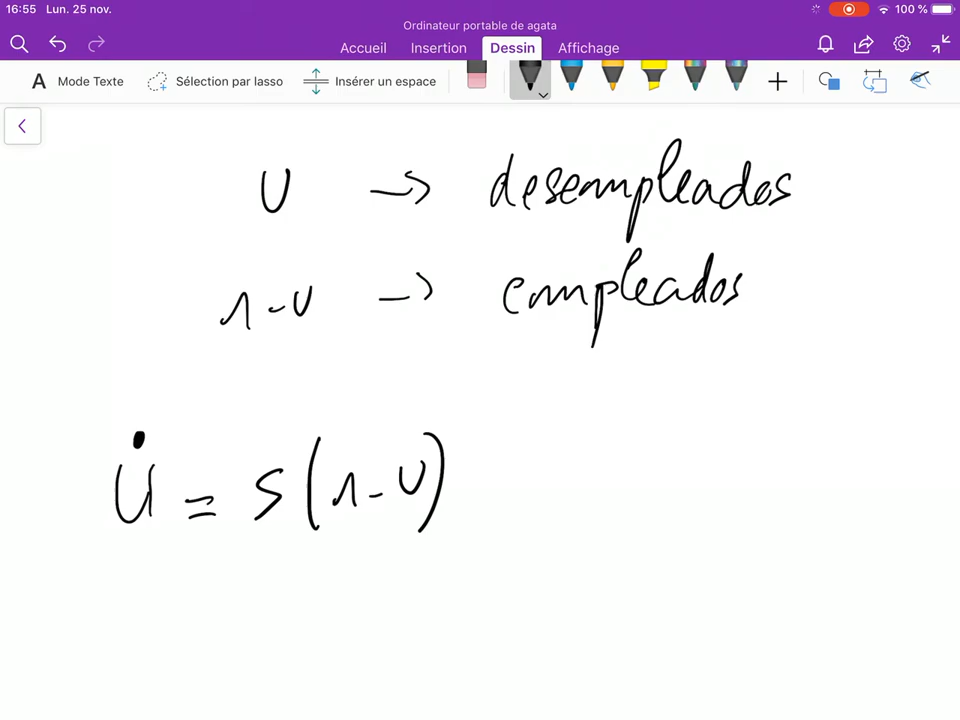 16:55 Lun. 25 nov. 100 %
Ordinateur portable de agata
Accueil Insertion Dessin Affichage
A Mode Texte Sélection par lasso Insérer un espace
U → desempleados
1-U → empleados
U̇ = s(1-U)